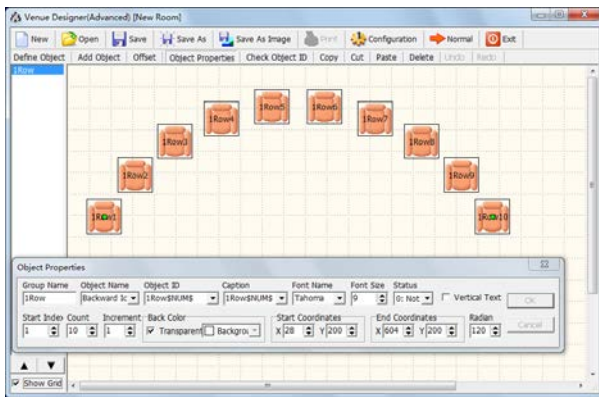 Venue Designer(Advanced) [New Room]
New Open Save Save As Save As Image Print Configuration Normal Exit
Define Object Add Object Offset Object Properties Check Object ID Copy Cut Paste Delete Undo Redo
1Row
1Row5 1Row6
1Row4 1Row7
1Row3 1Row8
1Row2 1Row9
1Row1 1Row10
Object Properties
Group Name Object Name Object ID Caption Font Name Font Size Status
1Row Backward Ic 1Row$NUM$ 1Row$NUM$ Tahoma 9 0: Not Vertical Text OK
Start Index Count Increment Back Color Start Coordinates End Coordinates Radian
1 10 1 Transparent Backgrou X 28 Y 200 X 604 Y 200 120 Cancel
Show Grid